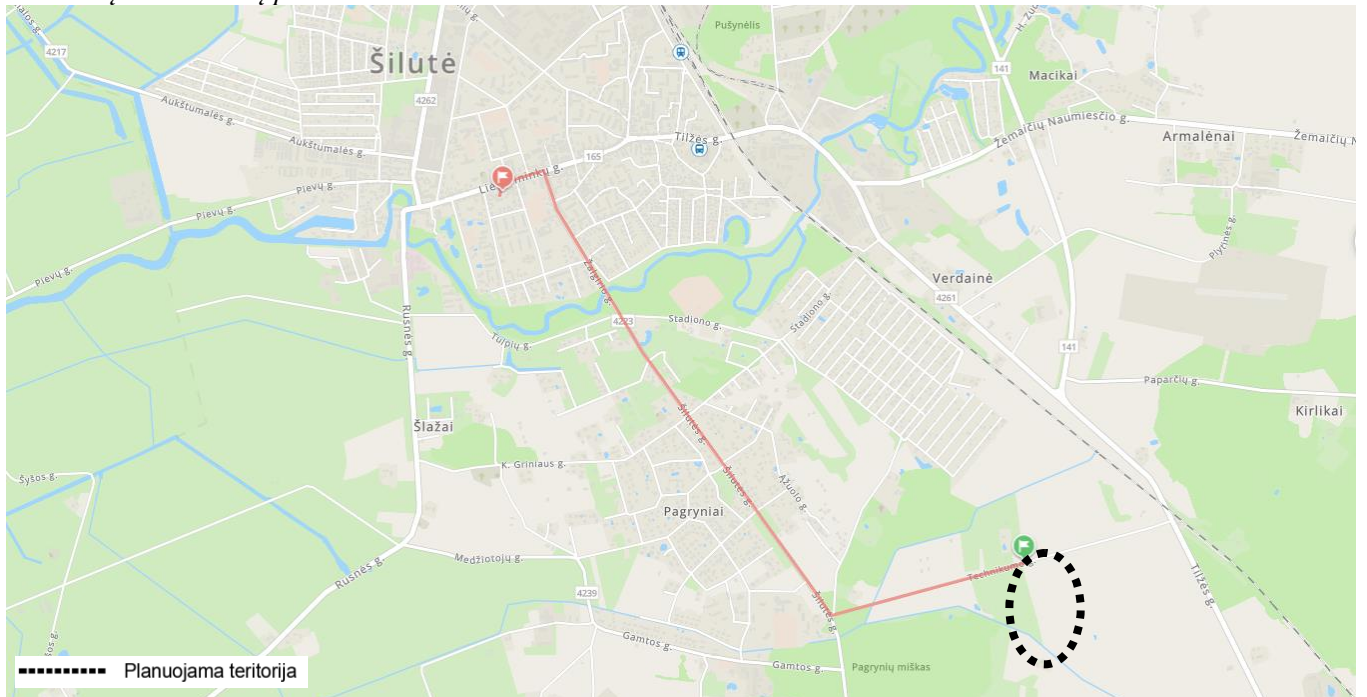 Pušynėlis
4217
Šilutė
141
Macikai
4262
Aukštumalės g.
Žemaičių Naumiesčio g.
Armalėnai
Tilžės g.
Aukštumalės g.
165
Pievų g.
Pievų g.
Plytinės g.
Pievų g.
Žalgirio g.
Verdainė
4261
Rusnės g.
Stadiono g.
4223
Stadiono g.
Tulpių g.
141
Paparčių g.
Kirlikai
Šlažai
Šilutės g.
K. Griniaus g.
Šilutės g.
Šyšos g.
Ąžuolo g.
Pagryniai
Medžiotojų g.
Rusnės g.
Tilžės g.
4239
Šilutės g.
Gamtos g.
Gamtos g.
Pagrynių miškas
Planuojama teritorija